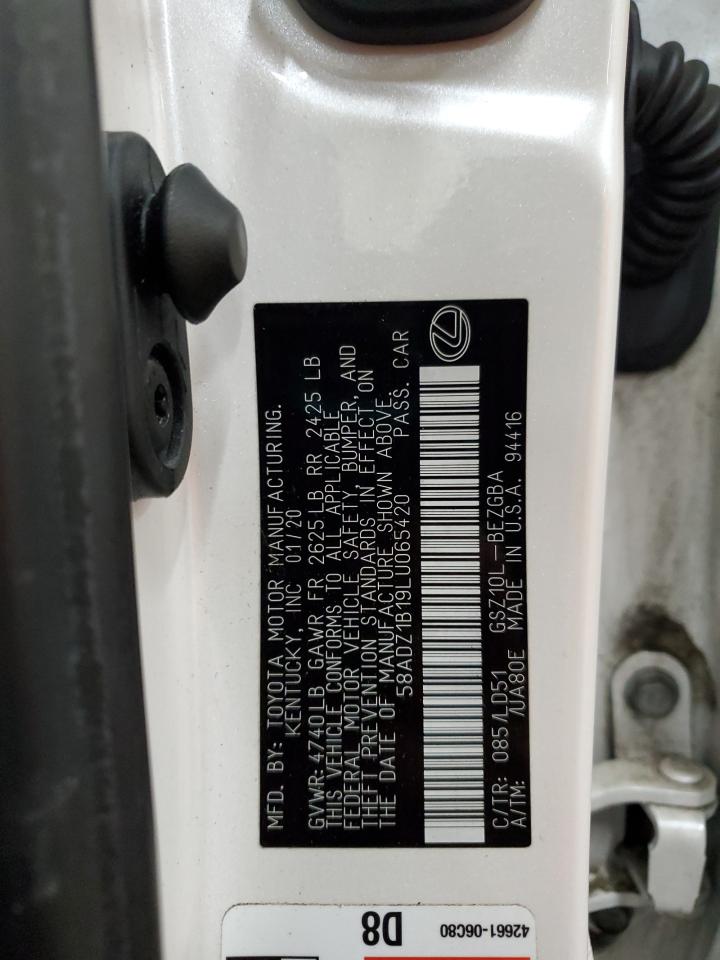 MFD. BY: TOYOTA MOTOR MANUFACTURING.
KENTUCKY, INC 01/20
GVWR: 4740LB GAWR FR 2625LB RR 2425 LB
THIS VEHICLE CONFORMS TO ALL APPLICABLE
FEDERAL MOTOR VEHICLE SAFETY, BUMPER, AND
THEFT PREVENTION STANDARDS IN EFFECT ON
THE DATE OF MANUFACTURE SHOWN ABOVE.
58ADZ1B19LU065420 PASS. CAR
C/TR: 085/LD51 GSZ10L-BEZGBA
A/TM: /UA80E MADE IN U.S.A. 94416
D8
42661-06C80